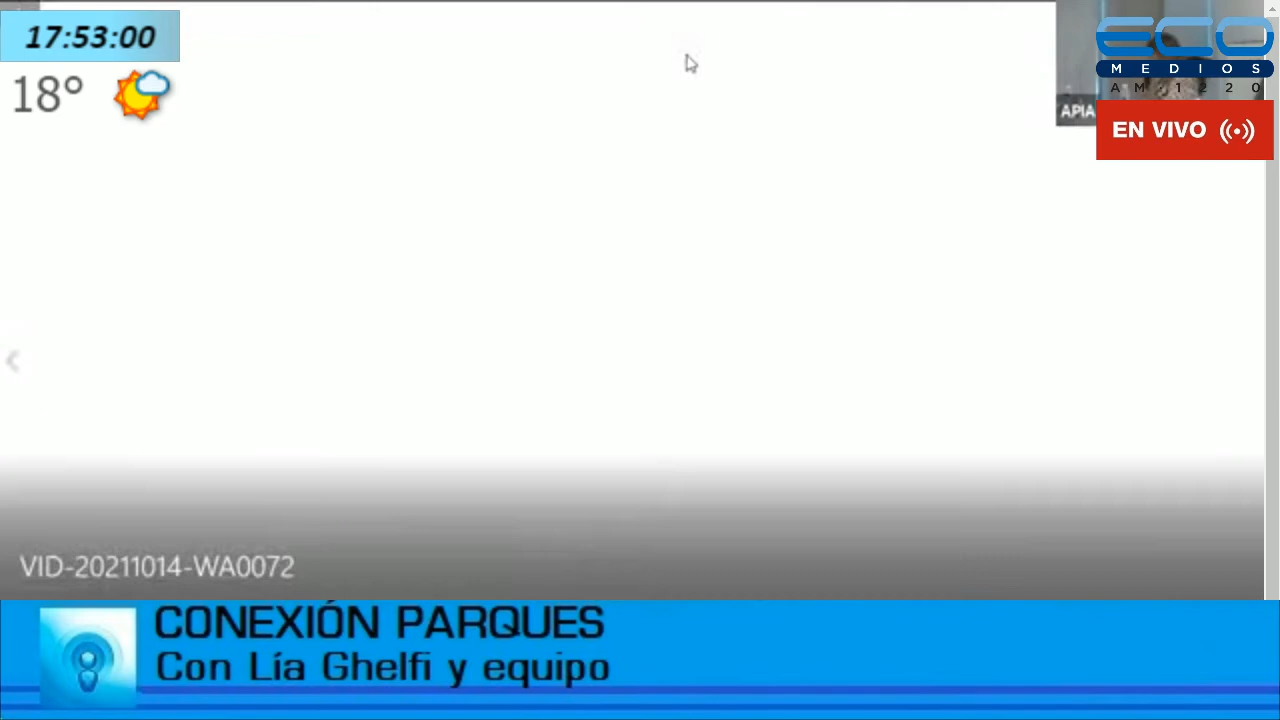 17:53:00
18°
ECO
MEDIOS
AM 1220
APIA
EN VIVO
VID-20211014-WA0072
CONEXIÓN PARQUES
Con Lía Ghelfi y equipo